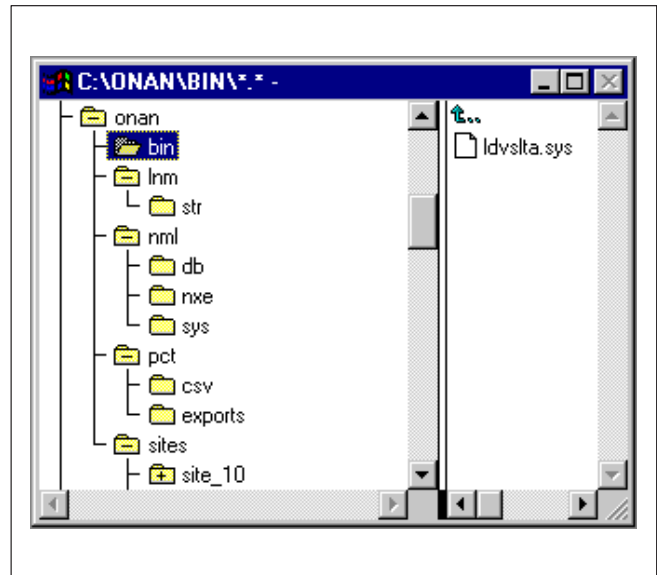 C:\ONAN\BIN\*.* -
onan
bin
lnm
str
nml
db
nxe
sys
pct
csv
exports
sites
site_10
..
ldvslta.sys